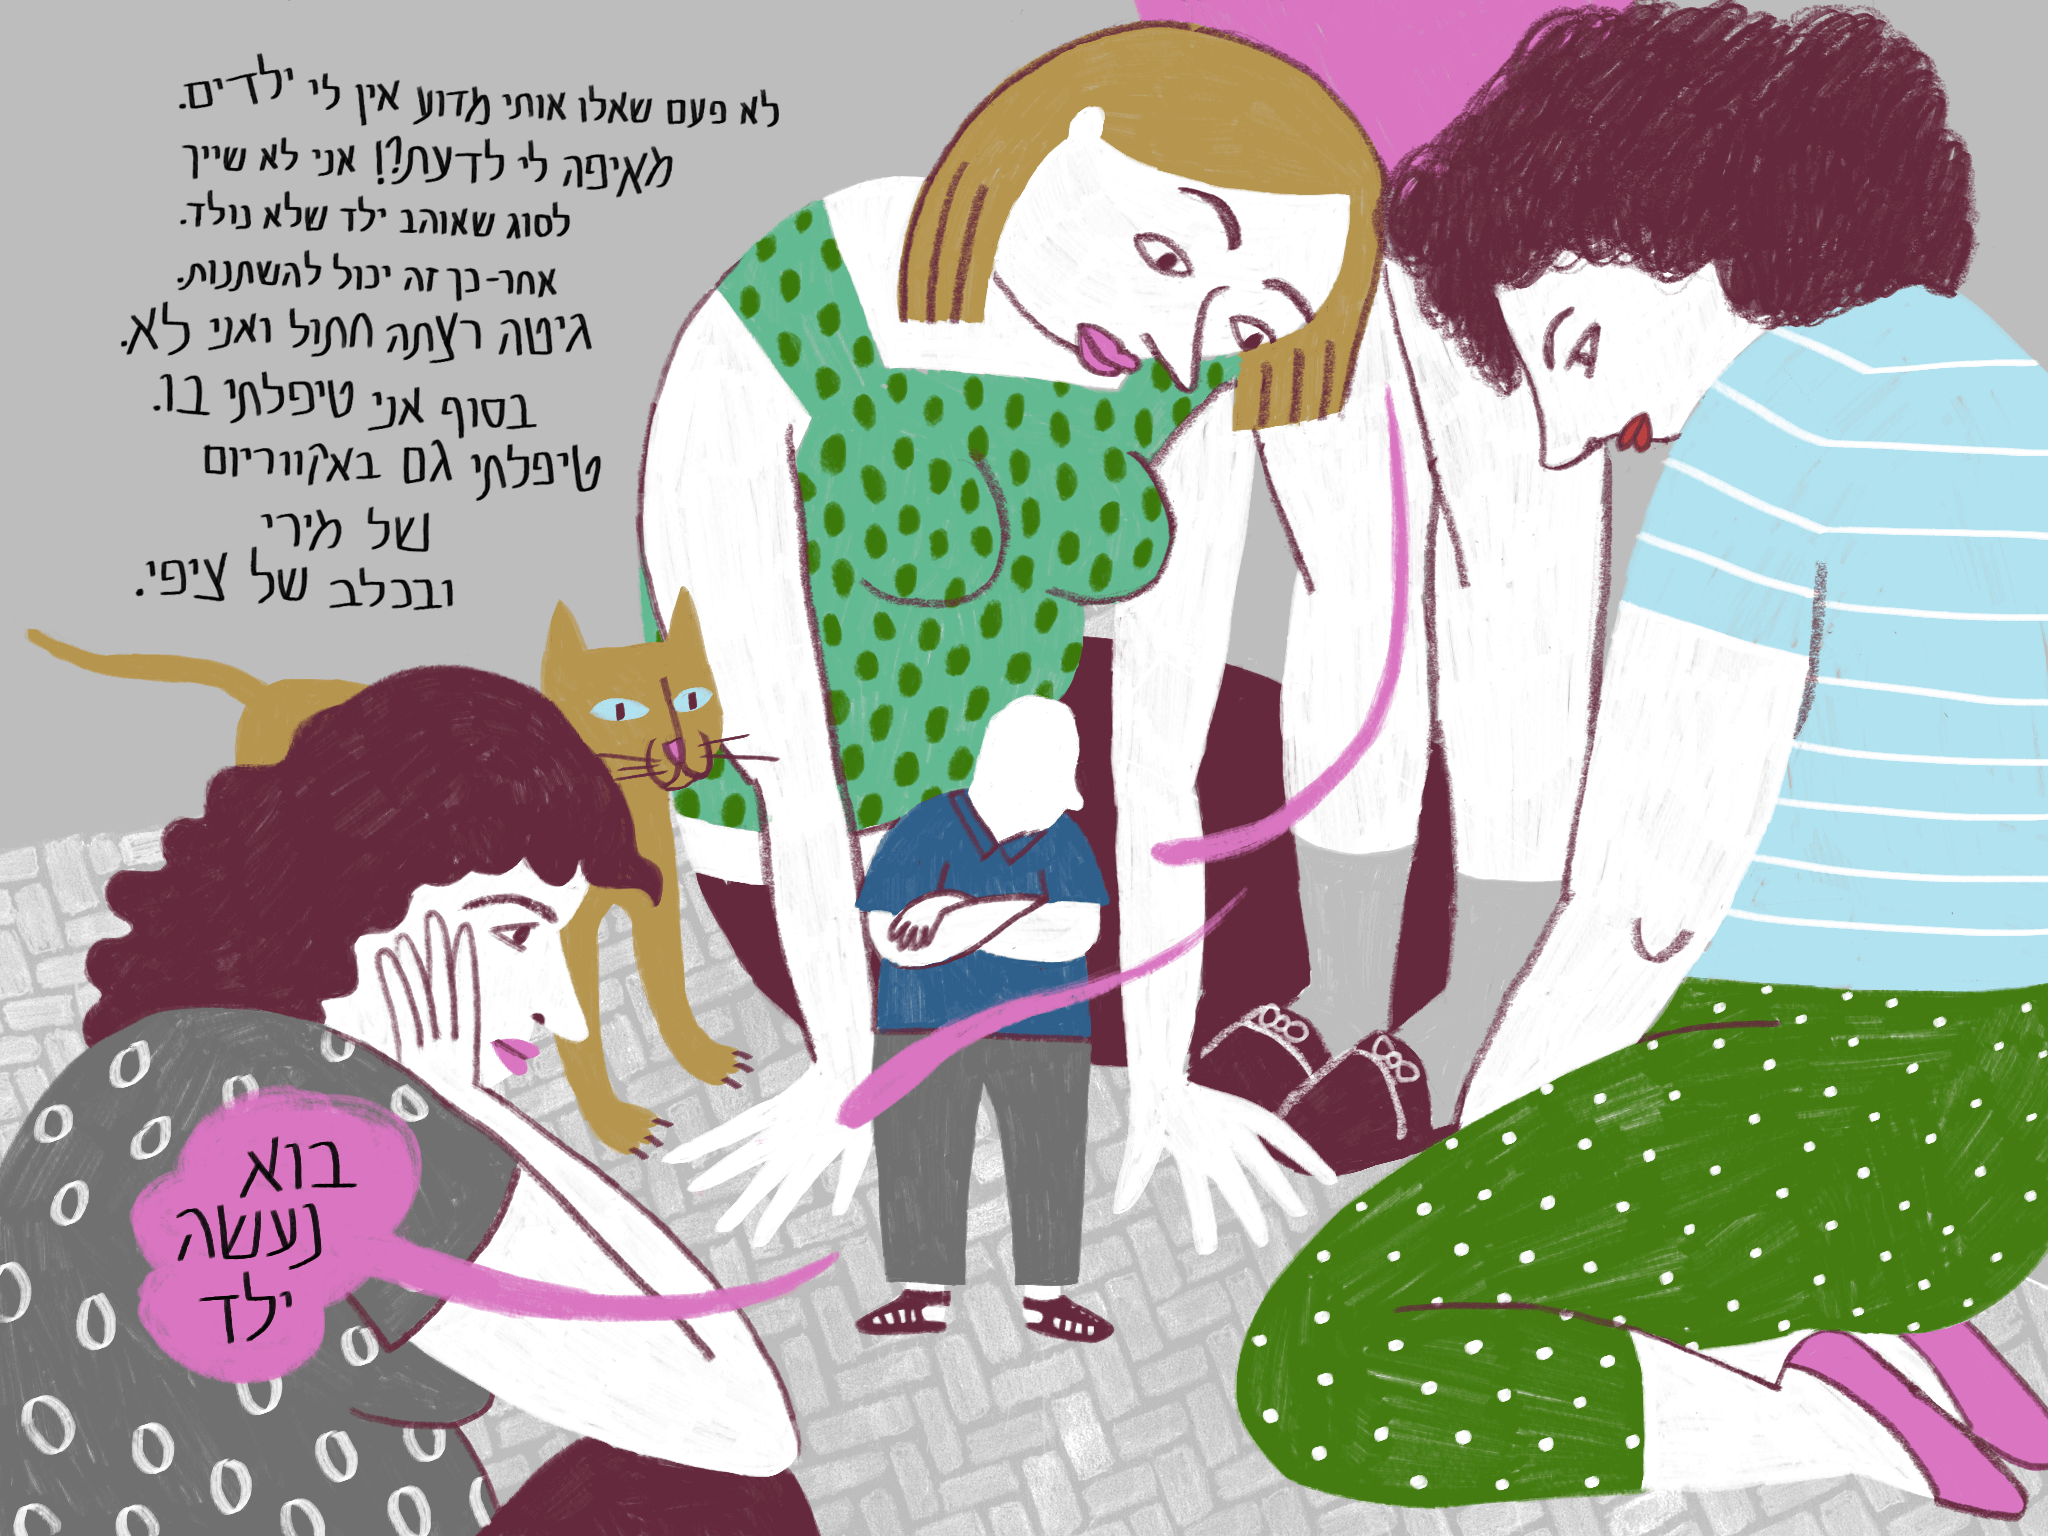 לא פעם שאלו אותי מדוע אין לי ילדים.
מאיפה לי לדעת?! אני לא שייך
לסוג שאוהב ילד שלא נולד.
אחר-כך זה יכול להשתנות.
גיטה רצתה חתול ואני לא.
בסוף אני טיפלתי בו.
טיפלתי גם באקווריום
של מירי
ובכלב של ציפי.
בוא
נעשה
ילד